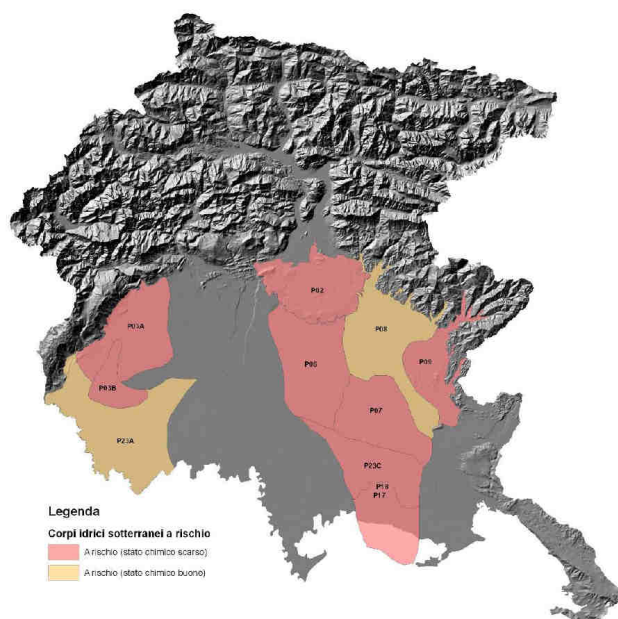 P02
P03A
P08
P06
P09
P03B
P07
P23A
P23C
P18
P17
Legenda
Corpi idrici sotterranei a rischio
A rischio (stato chimico scarso)
A rischio (stato chimico buono)